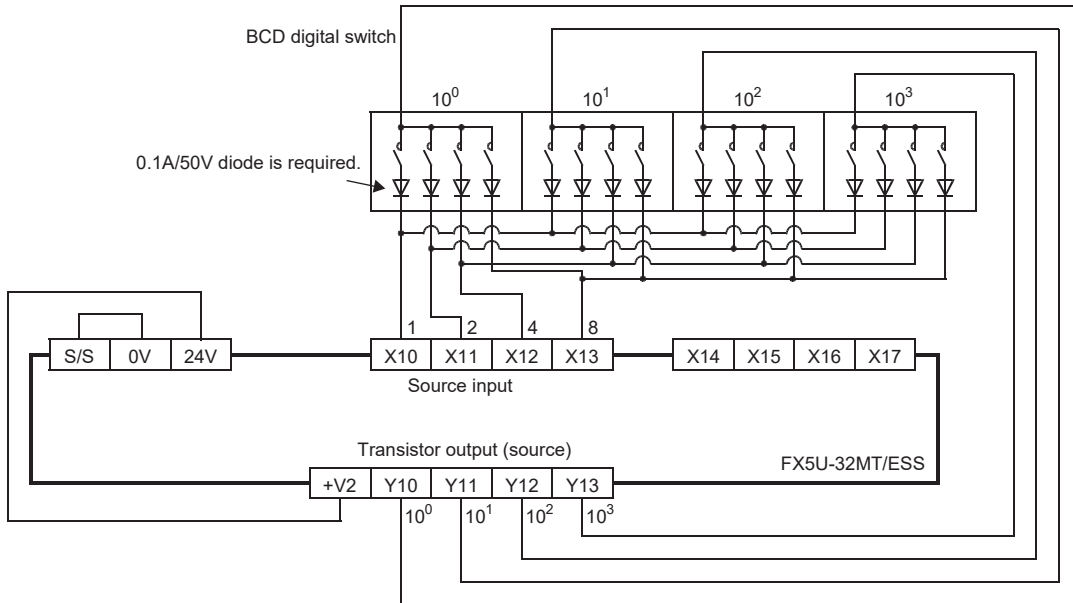 BCD digital switch
10⁰ 10¹ 10² 10³
0.1A/50V diode is required.
1 2 4 8
S/S 0V 24V X10 X11 X12 X13 X14 X15 X16 X17
Source input
Transistor output (source)
FX5U-32MT/ESS
+V2 Y10 Y11 Y12 Y13
10⁰ 10¹ 10² 10³